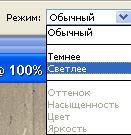 Режим: Обычный
Обычный
Темнее
@ 100% Светлее
Оттенок
Насыщенность
Цвет
Яркость